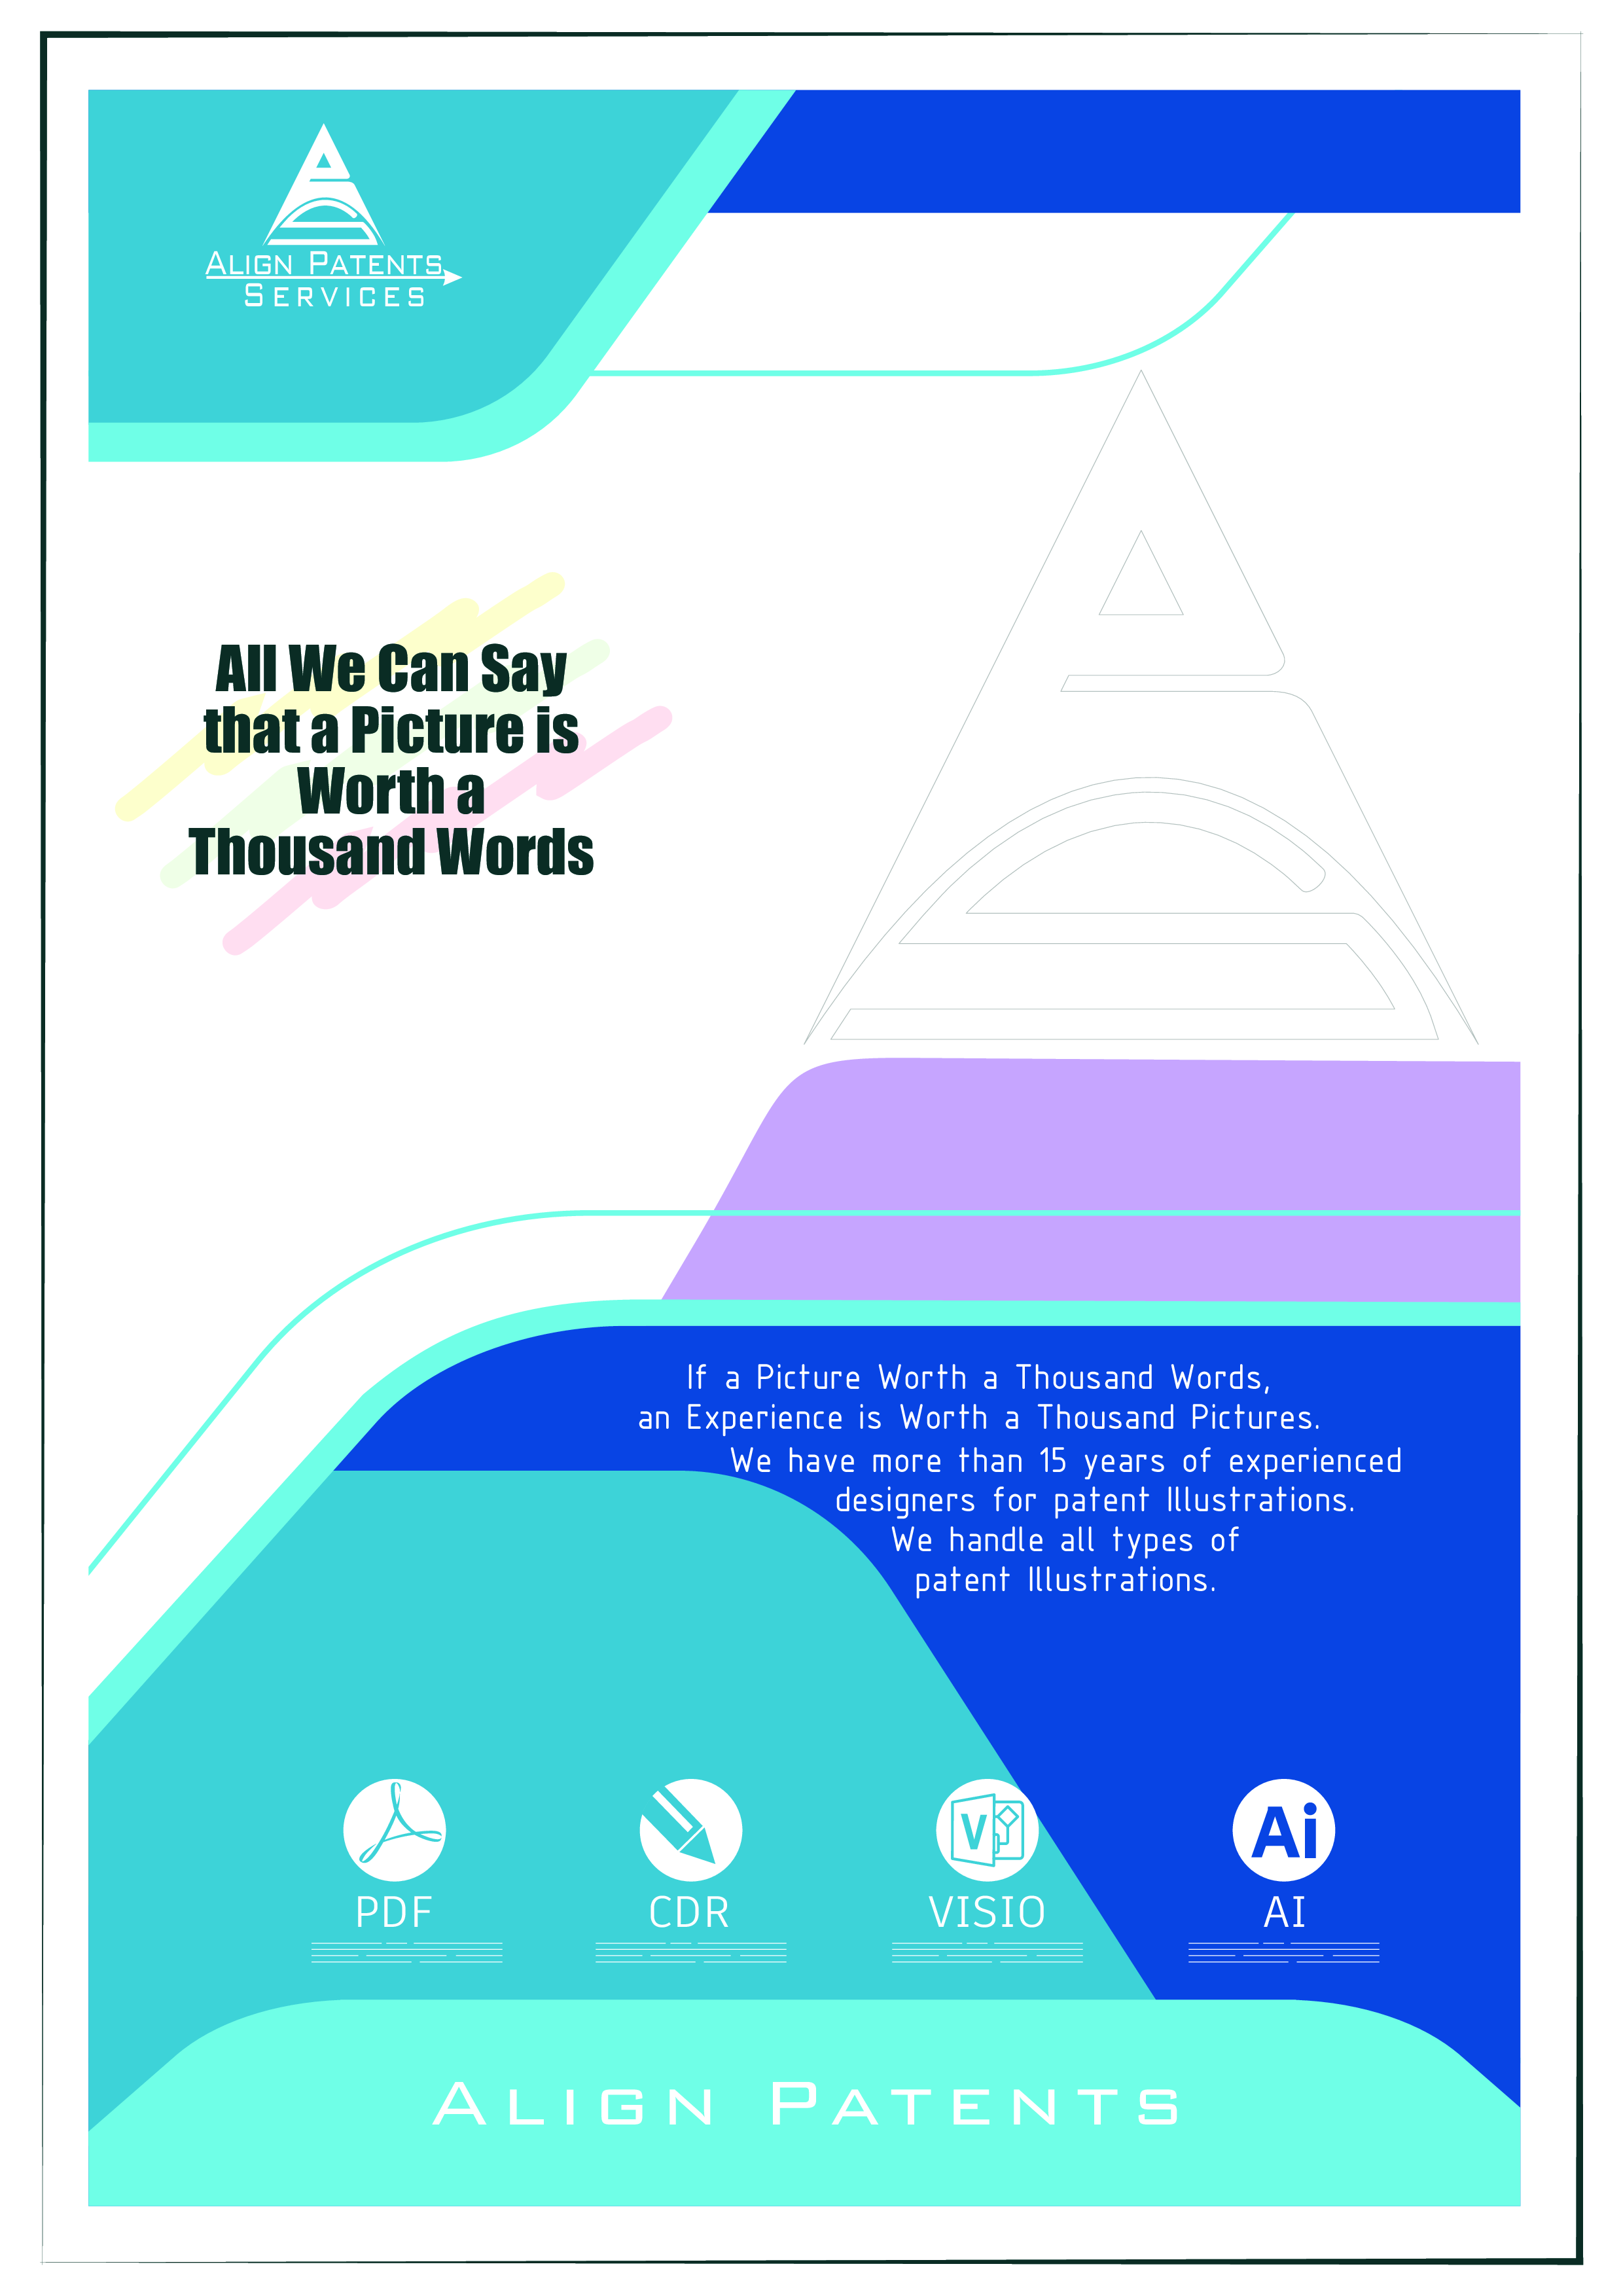 ALIGN PATENTS
SERVICES
All We Can Say
that a Picture is
Worth a
Thousand Words
If a Picture Worth a Thousand Words,
an Experience is Worth a Thousand Pictures.
We have more than 15 years of experienced
designers for patent Illustrations.
We handle all types of
patent Illustrations.
V
Ai
PDF
CDR
VISIO
AI
ALIGN PATENTS